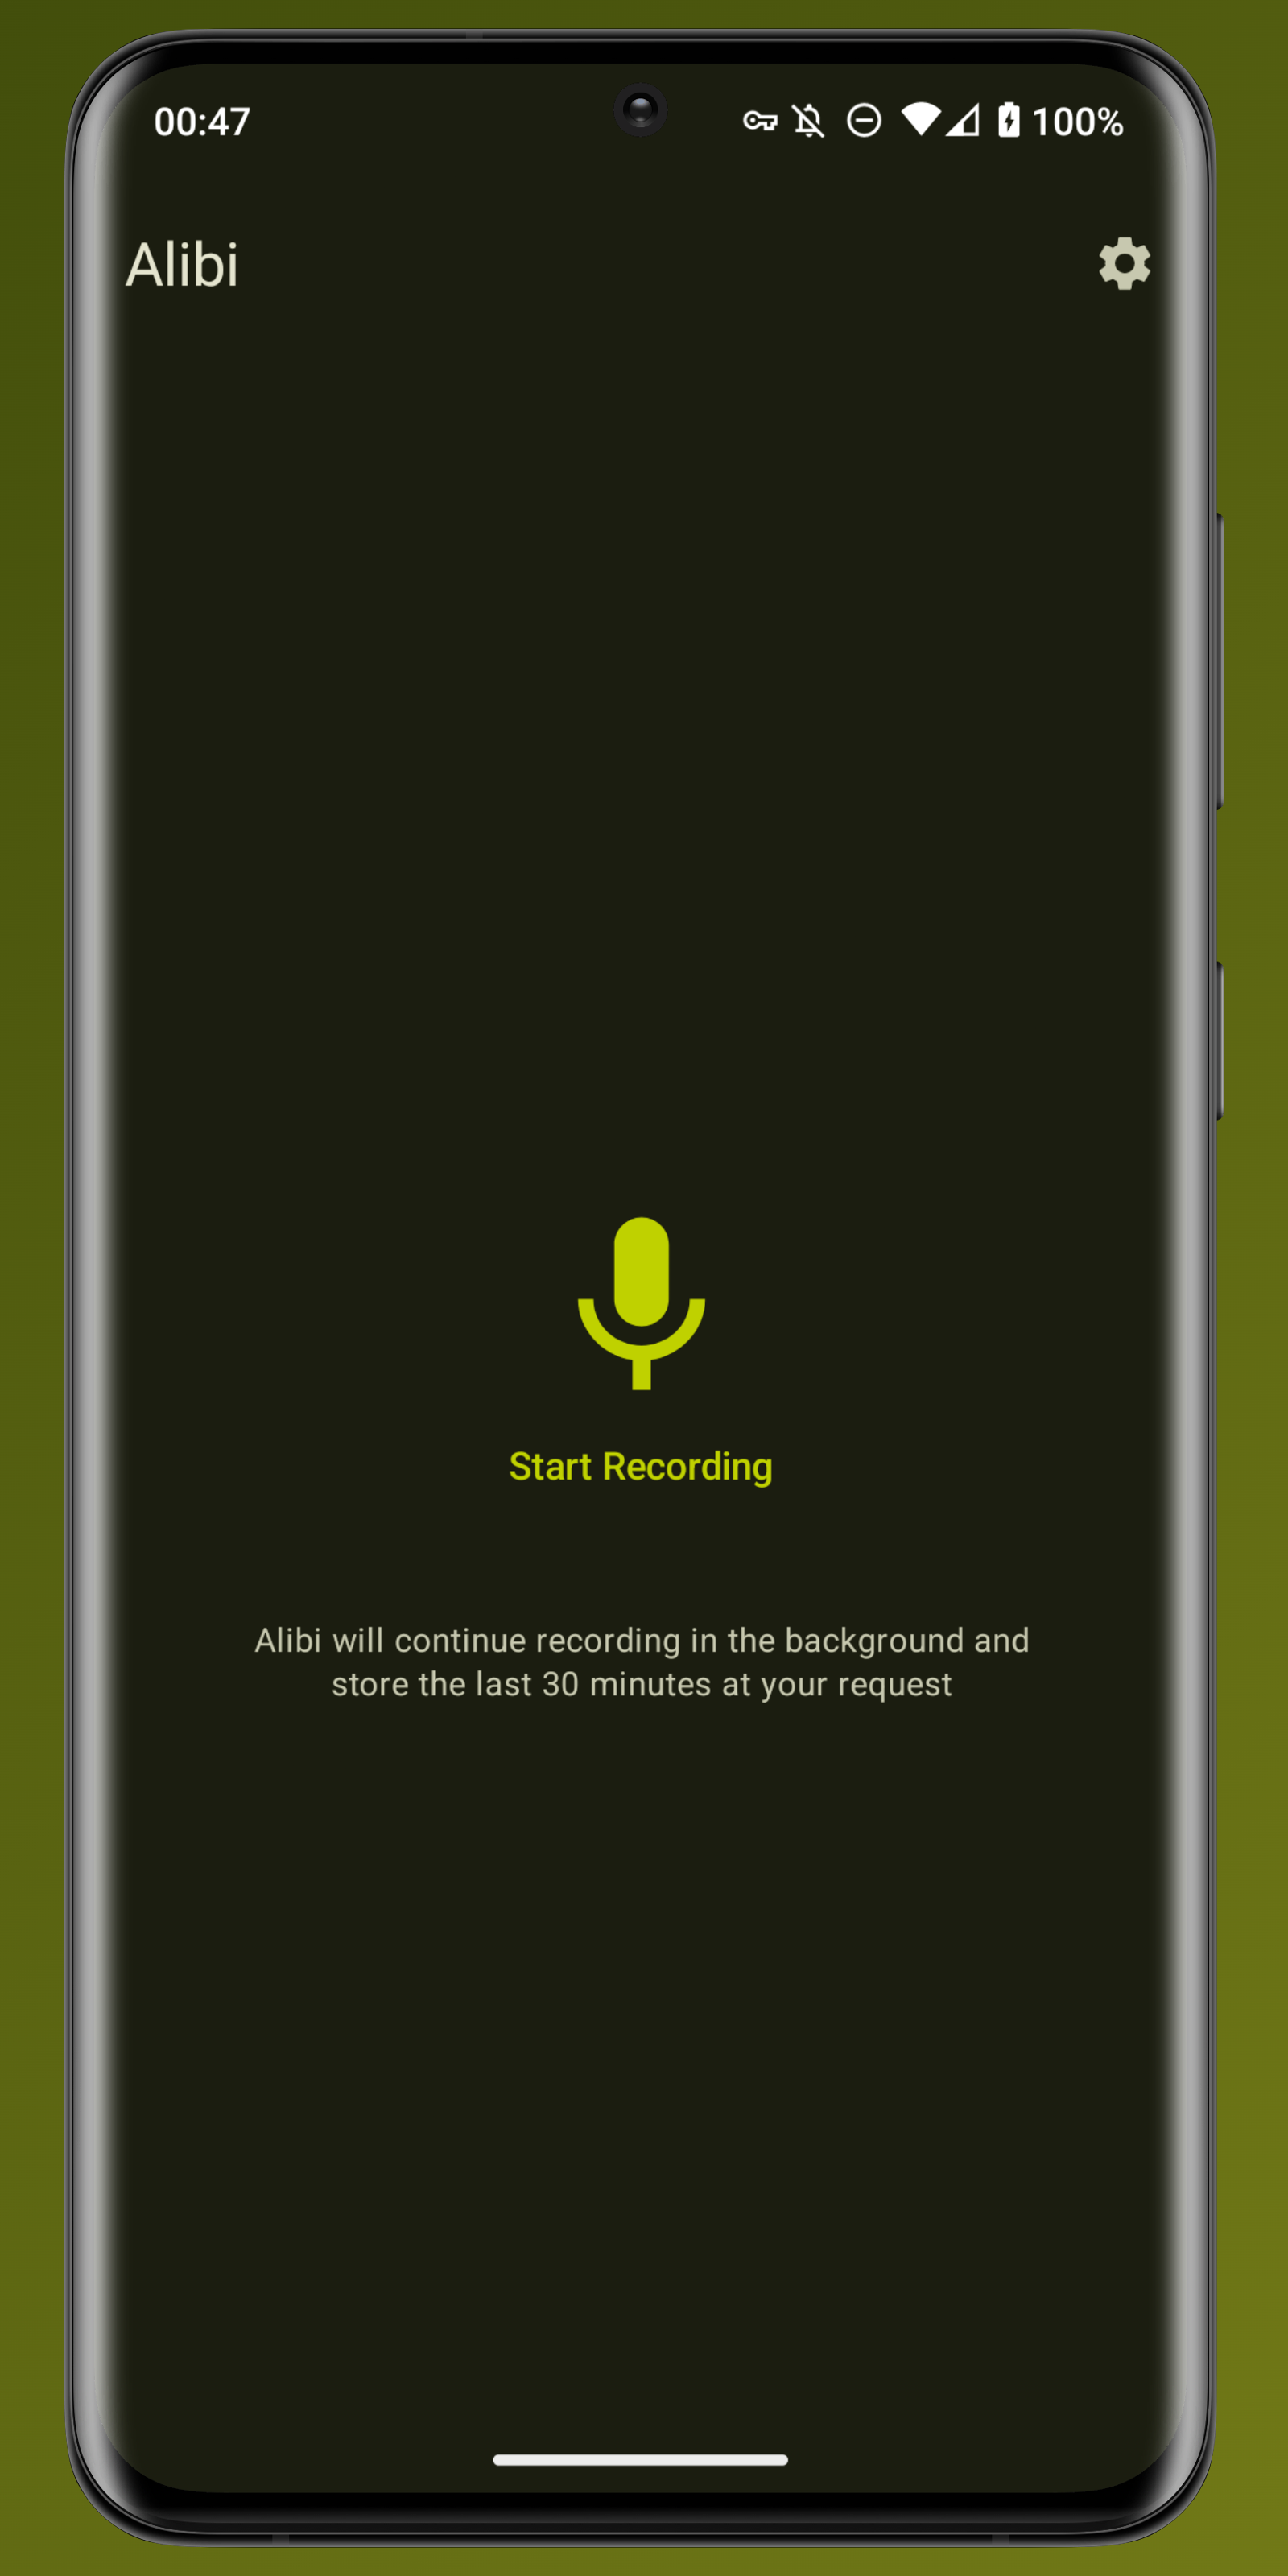 00:47
100%
Alibi
Start Recording
Alibi will continue recording in the background and
store the last 30 minutes at your request